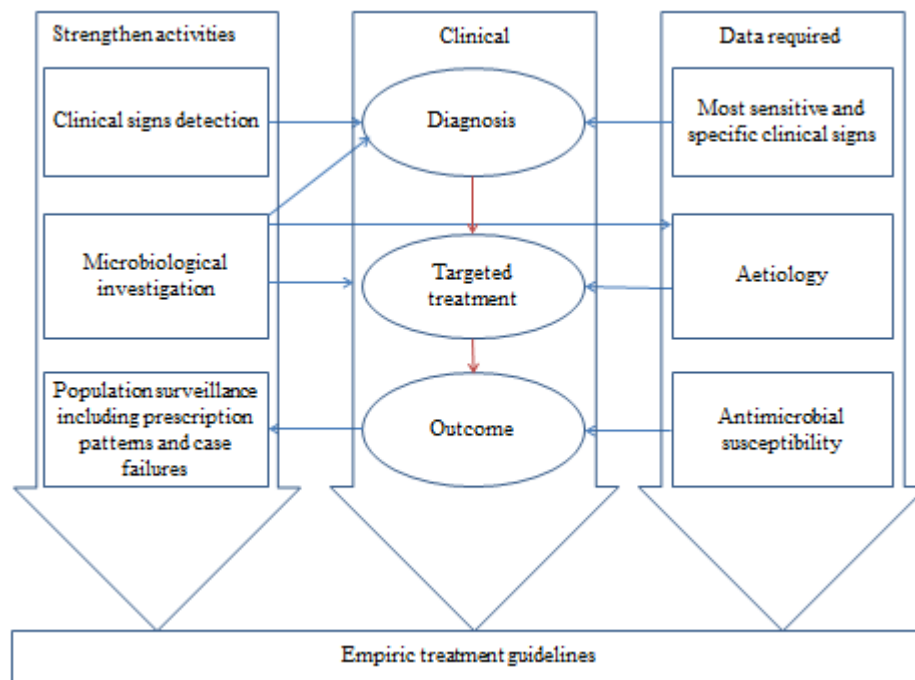 Strengthen activities
Clinical
Data required
Clinical signs detection
Diagnosis
Most sensitive and
specific clinical signs
Microbiological
investigation
Targeted
treatment
Aetiology
Population surveillance
including prescription
patterns and case
failures
Outcome
Antimicrobial
susceptibility
Empiric treatment guidelines